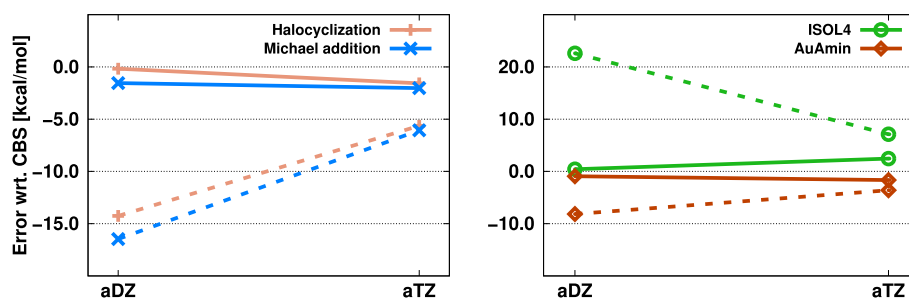 Error wrt. CBS [kcal/mol]
Halocyclization
Michael addition
0.0
−5.0
−10.0
−15.0
aDZ aTZ
ISOL4
AuAmin
20.0
10.0
0.0
−10.0
aDZ aTZ